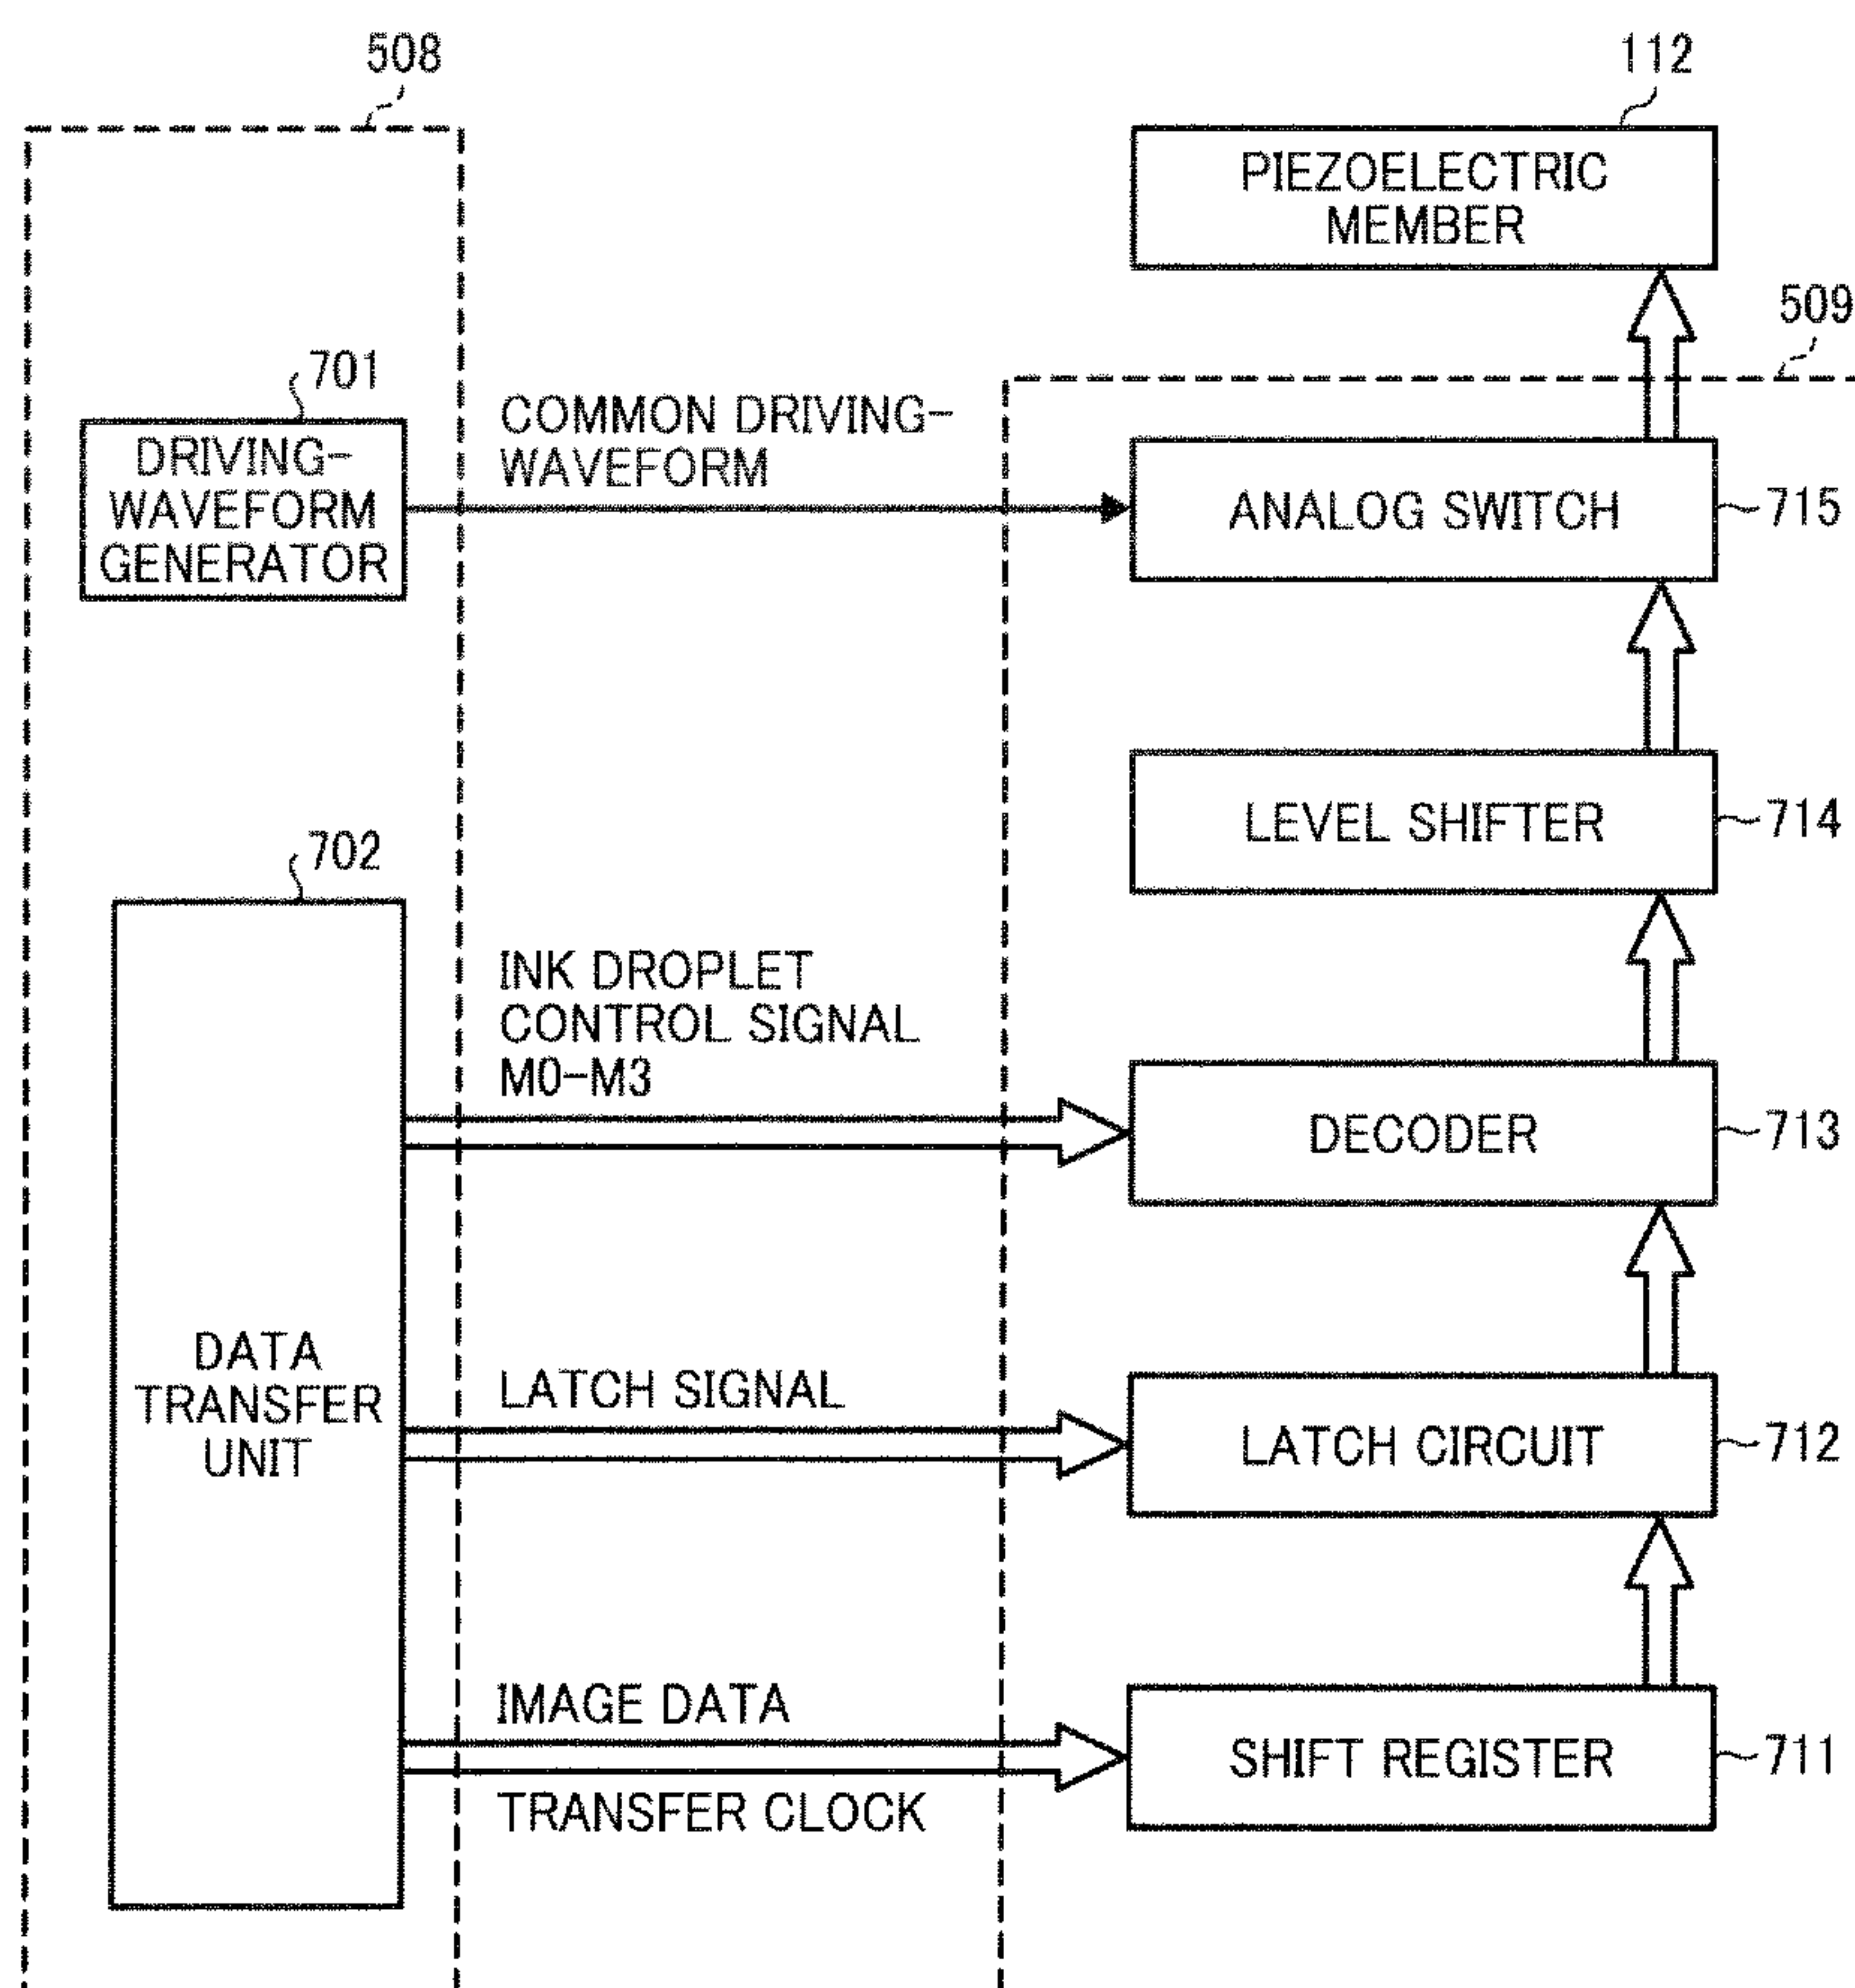 508
112
PIEZOELECTRIC
MEMBER
509
701
DRIVING-
WAVEFORM
GENERATOR
COMMON DRIVING-
WAVEFORM
ANALOG SWITCH
715
LEVEL SHIFTER
714
702
DATA
TRANSFER
UNIT
INK DROPLET
CONTROL SIGNAL
M0-M3
DECODER
713
LATCH SIGNAL
LATCH CIRCUIT
712
IMAGE DATA
TRANSFER CLOCK
SHIFT REGISTER
711